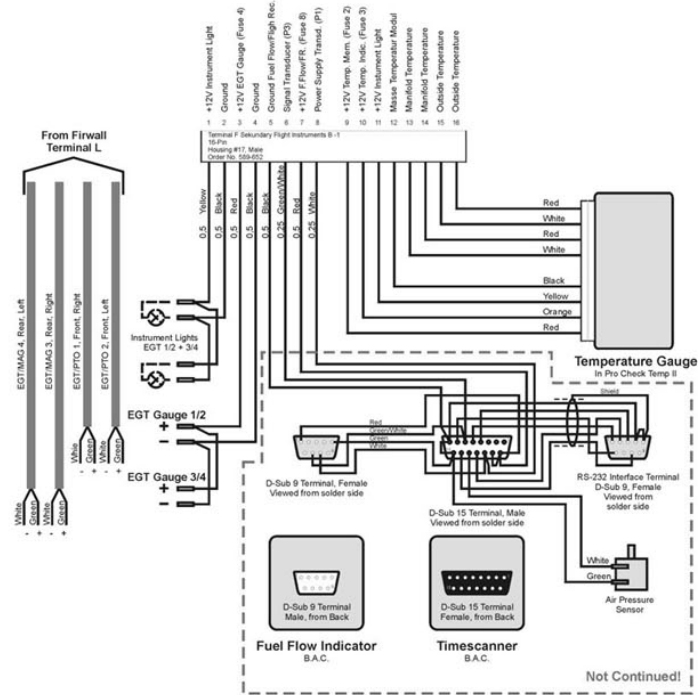 +12V Instrument Light
Ground
+12V EGT Gauge (Fuse 4)
Ground
Ground Fuel Flow/Fligh Rec.
Signal Transducer (P3)
+12V F.Flow/FR. (Fuse 8)
Power Supply Transd. (P1)
+12V Temp. Mem. (Fuse 2)
+12V Temp. Indic. (Fuse 3)
+12V Instument Light
Masse Temperatur Modul
Manifold Temperature
Manifold Temperature
Outside Temperature
Outside Temperature
1 2 3 4 5 6 7 8 9 10 11 12 13 14 15 16
Terminal F Sekundary Flight Instruments B -1
16-Pin
Housing #17, Male
Order No. 589-652
From Firwall
Terminal L
0,5 Yellow
0,5 Black
0,5 Red
0,5 Black
0,5 Black
0,25 Green/White
0,5 Red
0,25 White
Red
White
Red
White
Black
Yellow
Orange
Red
Temperature Gauge
In Pro Check Temp II
EGT/MAG 4, Rear, Left
EGT/MAG 3, Rear, Right
EGT/PTO 1, Front, Right
EGT/PTO 2, Front, Left
Instrument Lights
EGT 1/2 + 3/4
EGT Gauge 1/2
+
-
EGT Gauge 3/4
+
-
White
Green
White
Green
- + - +
White
Green
White
Green
- + - +
Shield
Red
Green/White
Green
White
D-Sub 9 Terminal, Female
Viewed from solder side
D-Sub 15 Terminal, Male
Viewed from solder side
RS-232 Interface Terminal
D-Sub 9, Female
Viewed from
solder side
White
Green
Air Pressure
Sensor
D-Sub 9 Terminal
Male, from Back
Fuel Flow Indicator
B.A.C.
D-Sub 15 Terminal
Female, from Back
Timescanner
B.A.C.
Not Continued!